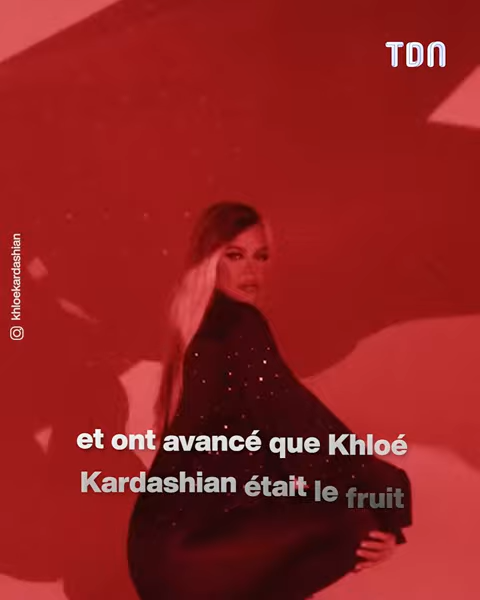 TDN
khloekardashian
et ont avancé que Khloé
Kardashian était le fruit